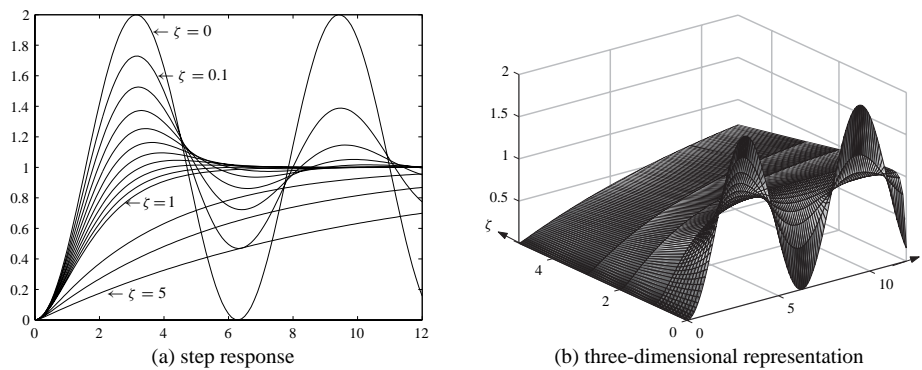 2
1.8
1.6
1.4
1.2
1
0.8
0.6
0.4
0.2
0
0 2 4 6 8 10 12
← ζ = 0
← ζ = 0.1
← ζ = 1
← ζ = 5
(a) step response
2
1.5
1
0.5
ζ
4
2
0
0
5
10
(b) three-dimensional representation